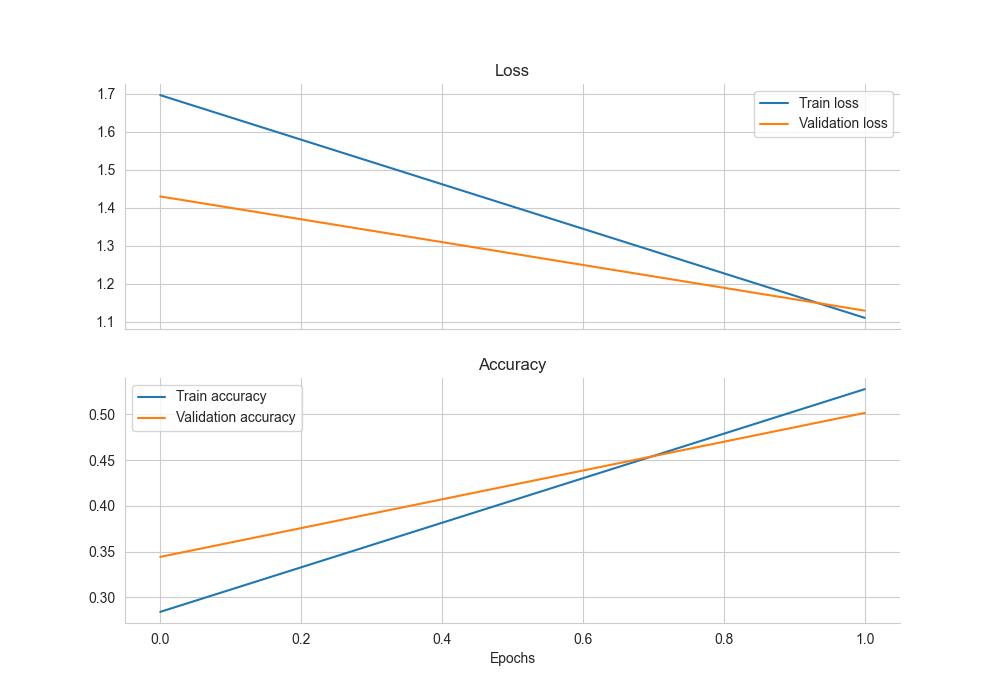 Loss
1.7
1.6
1.5
1.4
1.3
1.2
1.1
Train loss
Validation loss
Accuracy
0.50
0.45
0.40
0.35
0.30
Train accuracy
Validation accuracy
0.0 0.2 0.4 0.6 0.8 1.0
Epochs